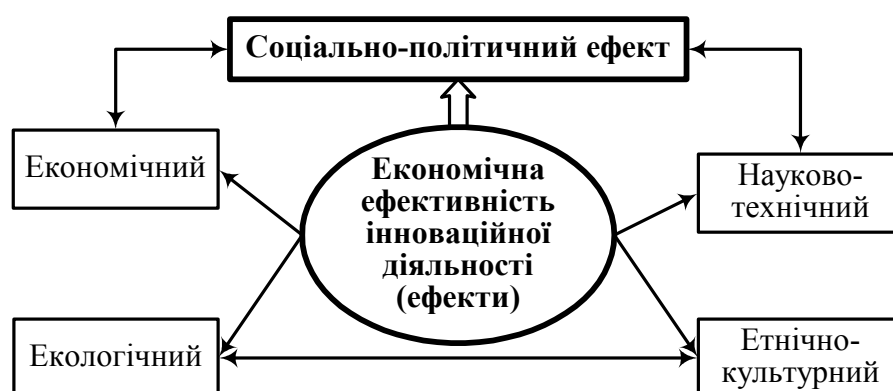 Соціально-політичний ефект
Економічний
Економічна
ефективність
інноваційної
діяльності
(ефекти)
Науково-
технічний
Екологічний
Етнічно-
культурний